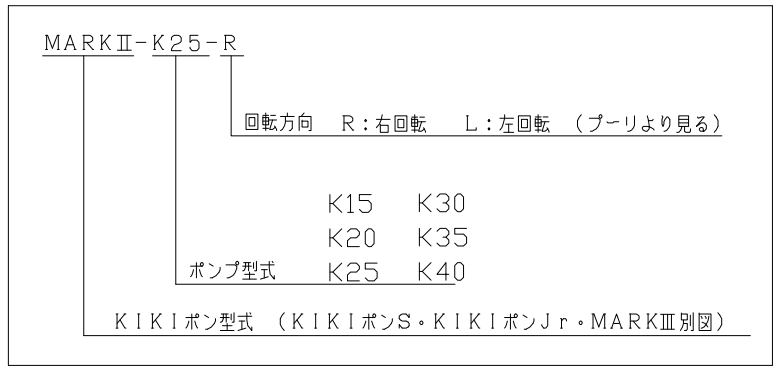 MARKⅡ-K25-R
回転方向 R：右回転 L：左回転 （プーリより見る）
K15 K30
K20 K35
ポンプ型式 K25 K40
KIKIポン型式 （KIKIポンS・KIKIポンJr・MARKⅢ別図）